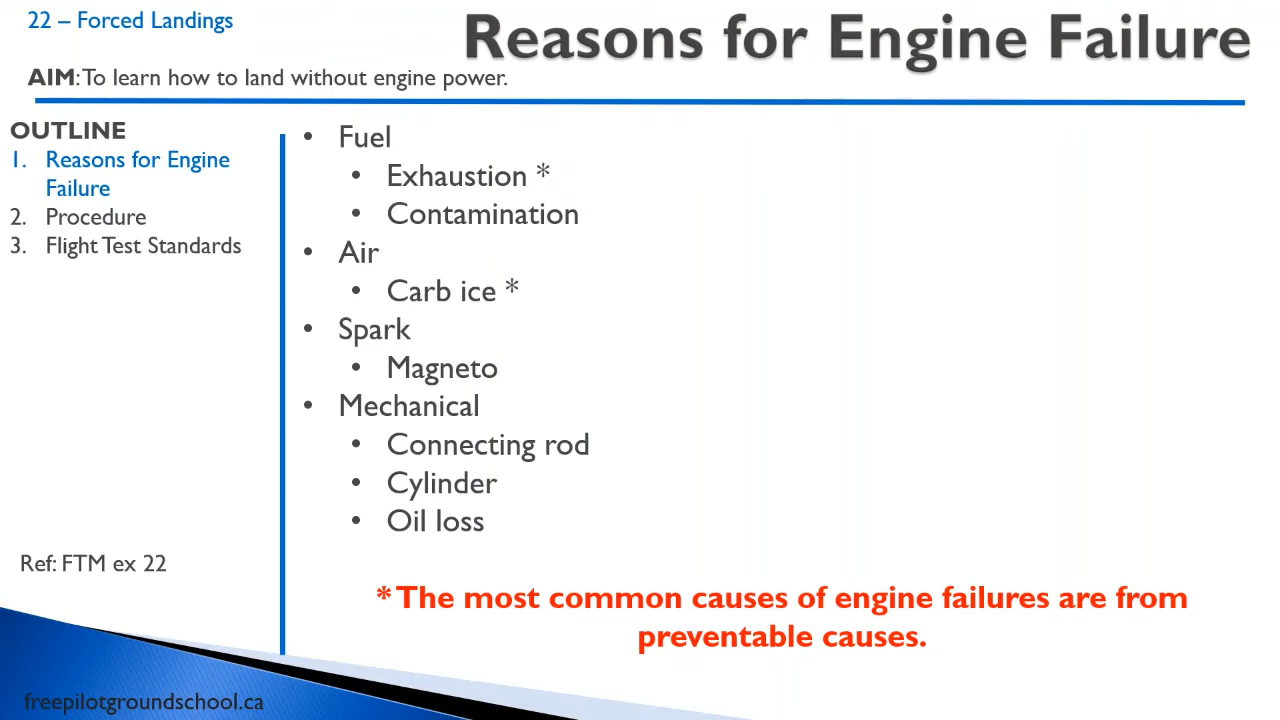 22 – Forced Landings
Reasons for Engine Failure
AIM: To learn how to land without engine power.
OUTLINE
1. Reasons for Engine
Failure
2. Procedure
3. Flight Test Standards
Ref: FTM ex 22
freepilotgroundschool.ca
• Fuel
• Exhaustion *
• Contamination
• Air
• Carb ice *
• Spark
• Magneto
• Mechanical
• Connecting rod
• Cylinder
• Oil loss
* The most common causes of engine failures are from
preventable causes.